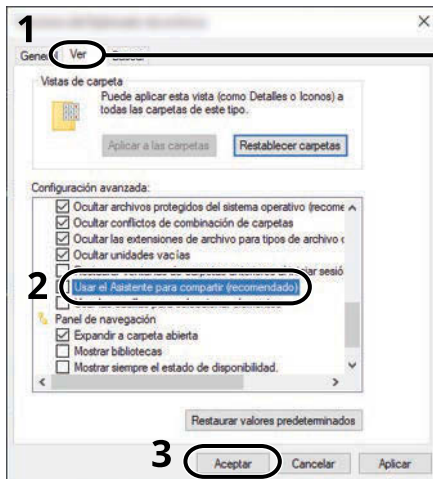 1
General Ver
Vistas de carpeta
Puede aplicar esta vista (como Detalles o Iconos) a
todas las carpetas de este tipo.
Aplicar a las carpetas Restablecer carpetas
Configuración avanzada:
Ocultar archivos protegidos del sistema operativo (recome
Ocultar conflictos de combinación de carpetas
Ocultar las extensiones de archivo para tipos de archivo c
Ocultar unidades vacías
2 Usar el Asistente para compartir (recomendado)
Panel de navegación
Expandir a carpeta abierta
Mostrar bibliotecas
Mostrar siempre el estado de disponibilidad.
Restaurar valores predeterminados
3 Aceptar Cancelar Aplicar